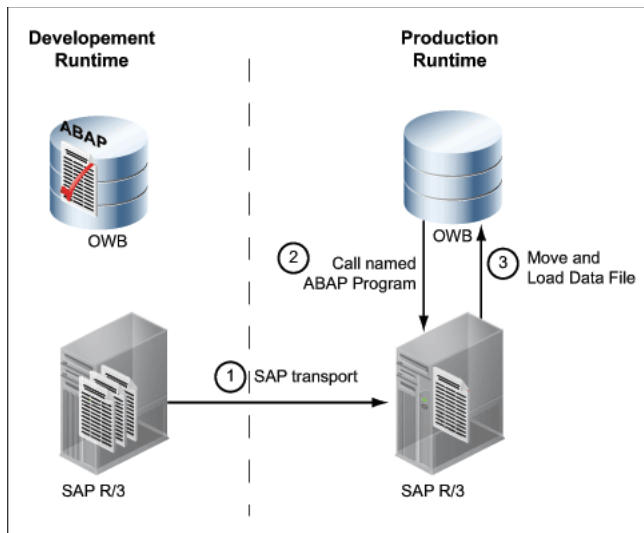 Developement
Runtime
Production
Runtime
ABAP
OWB
OWB
2
Call named
ABAP Program
3
Move and
Load Data File
1
SAP transport
SAP R/3
SAP R/3